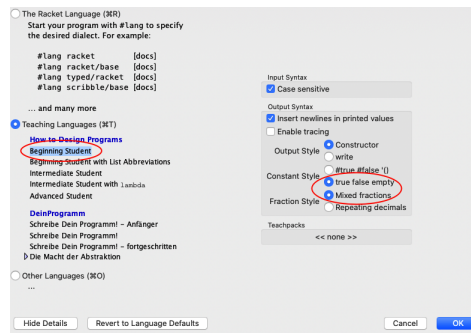 The Racket Language (⌘R)
Start your program with #lang to specify
the desired dialect. For example:
#lang racket [docs]
#lang racket/base [docs]
#lang typed/racket [docs]
#lang scribble/base [docs]
... and many more
Teaching Languages (⌘T)
How to Design Programs
Beginning Student
Beginning Student with List Abbreviations
Intermediate Student
Intermediate Student with lambda
Advanced Student
DeinProgramm
Schreibe Dein Programm! - Anfänger
Schreibe Dein Programm!
Schreibe Dein Programm! - fortgeschritten
Die Macht der Abstraktion
Other Languages (⌘O)
...
Input Syntax
Case sensitive
Output Syntax
Insert newlines in printed values
Enable tracing
Output Style
Constructor
write
Constant Style
#true #false '()
true false empty
Fraction Style
Mixed fractions
Repeating decimals
Teachpacks
<< none >>
Hide Details
Revert to Language Defaults
Cancel
OK